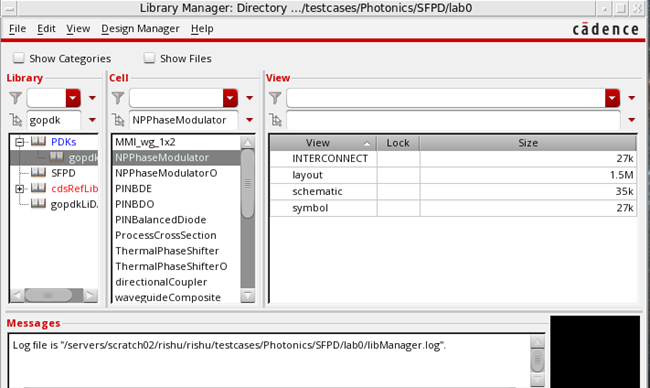 Library Manager: Directory .../testcases/Photonics/SFPD/lab0
File Edit View Design Manager Help
cādence
Show Categories Show Files
Library Cell View
gopdk NPPhaseModulator
PDKs
gopdk
SFPD
cdsRefLib
gopdkLiD.
MMI_wg_1x2
NPPhaseModulator
NPPhaseModulatorO
PINBDE
PINBDO
PINBalancedDiode
ProcessCrossSection
ThermalPhaseShifter
ThermalPhaseShifterO
directionalCoupler
waveguideComposite
View Lock Size
INTERCONNECT 27k
layout 1.5M
schematic 35k
symbol 27k
Messages
Log file is "/servers/scratch02/rishu/rishu/testcases/Photonics/SFPD/lab0/libManager.log".